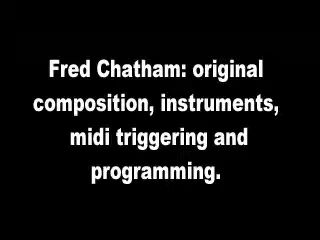 Fred Chatham: original
composition, instruments,
midi triggering and
programming.